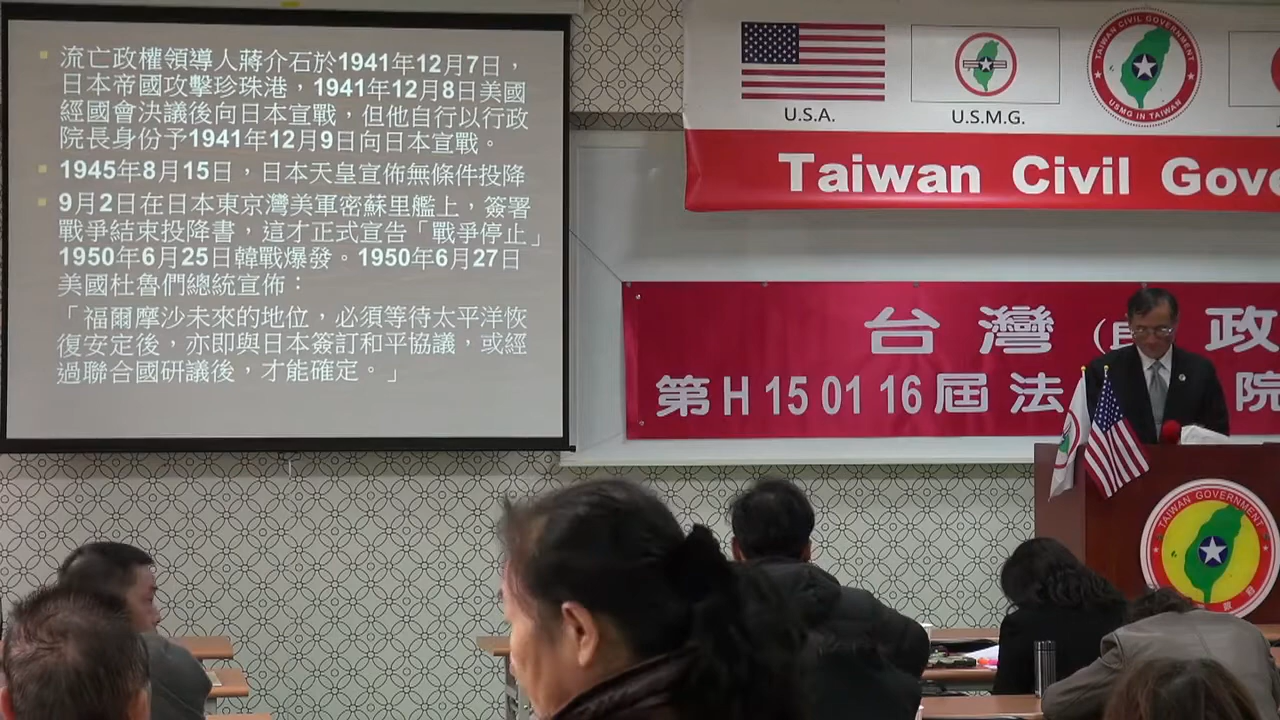 流亡政權領導人蔣介石於1941年12月7日，
日本帝國攻擊珍珠港，1941年12月8日美國
經國會決議後向日本宣戰，但他自行以行政
院長身份予1941年12月9日向日本宣戰。
1945年8月15日，日本天皇宣佈無條件投降
9月2日在日本東京灣美軍密蘇里艦上，簽署
戰爭結束投降書，這才正式宣告「戰爭停止」
1950年6月25日韓戰爆發。1950年6月27日
美國杜魯們總統宣佈：
「福爾摩沙未來的地位，必須等待太平洋恢
復安定後，亦即與日本簽訂和平協議，或經
過聯合國研議後，才能確定。」
U.S.A.
U.S.M.G.
TAIWAN CIVIL GOVERNMENT
USMG IN TAIWAN
Taiwan Civil Gove
台灣（民 政
第H 15 01 16屆法 院
TAIWAN GOVERNMENT